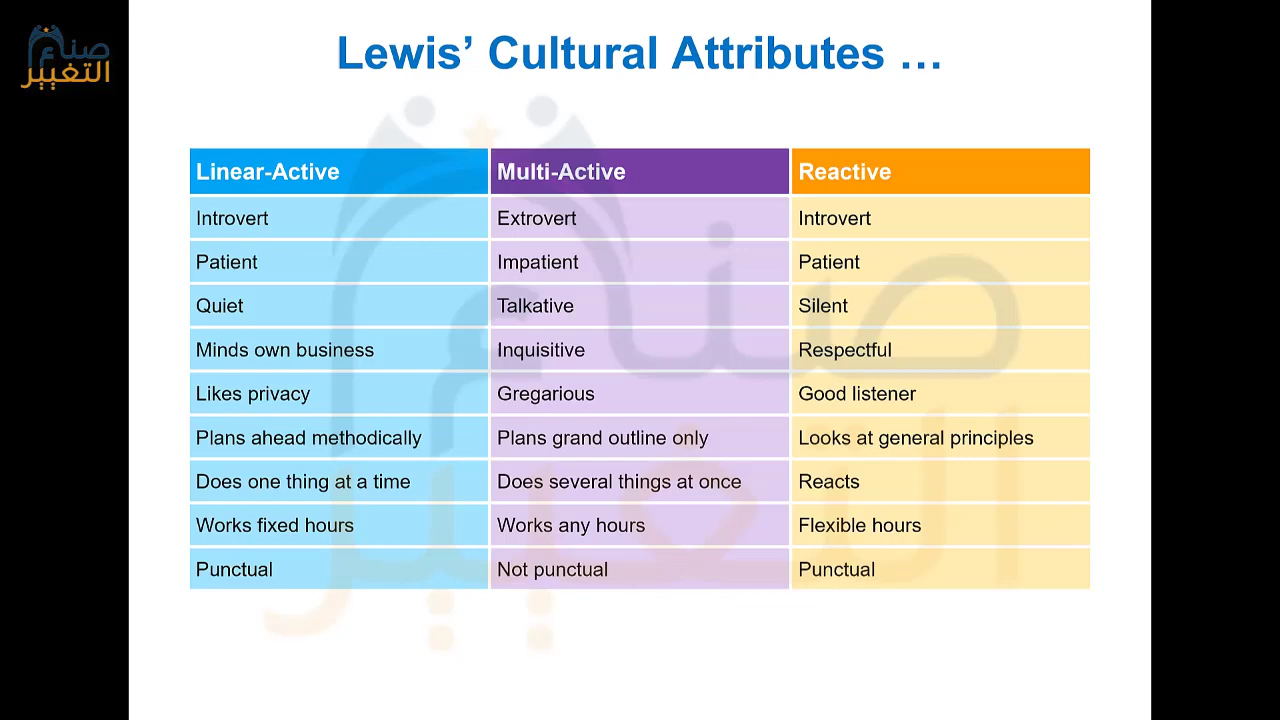 صناع
التغيير
Lewis’ Cultural Attributes …
Linear-Active Multi-Active Reactive
Introvert Extrovert Introvert
Patient Impatient Patient
Quiet Talkative Silent
Minds own business Inquisitive Respectful
Likes privacy Gregarious Good listener
Plans ahead methodically Plans grand outline only Looks at general principles
Does one thing at a time Does several things at once Reacts
Works fixed hours Works any hours Flexible hours
Punctual Not punctual Punctual
صناع
التغيير